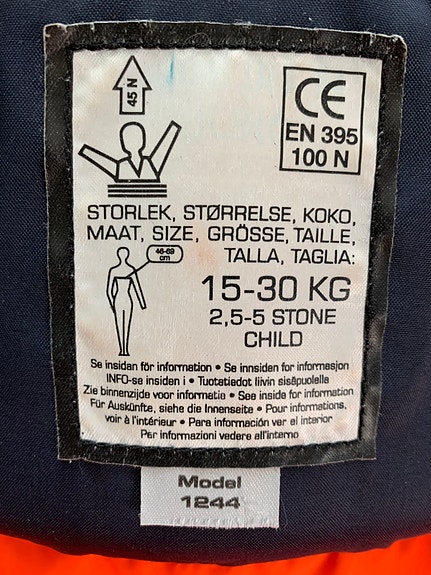 45 N
CE
EN 395
100 N
STORLEK, STØRRELSE, KOKO,
MAAT, SIZE, GRÖSSE, TAILLE,
TALLA, TAGLIA:
46-69
cm
15-30 KG
2,5-5 STONE
CHILD
Se insidan för information • Se innsiden for informasjon
INFO-se insiden i • Tuotatiedot liivin sisäpuolella
Zie binnenzijde voor informatie • See inside for information
Für Auskünfte, siehe die Innenseite • Pour informations,
voir à l'intérieur • Para información ver el interior
Per informazioni vedere all'interno
Model
1244